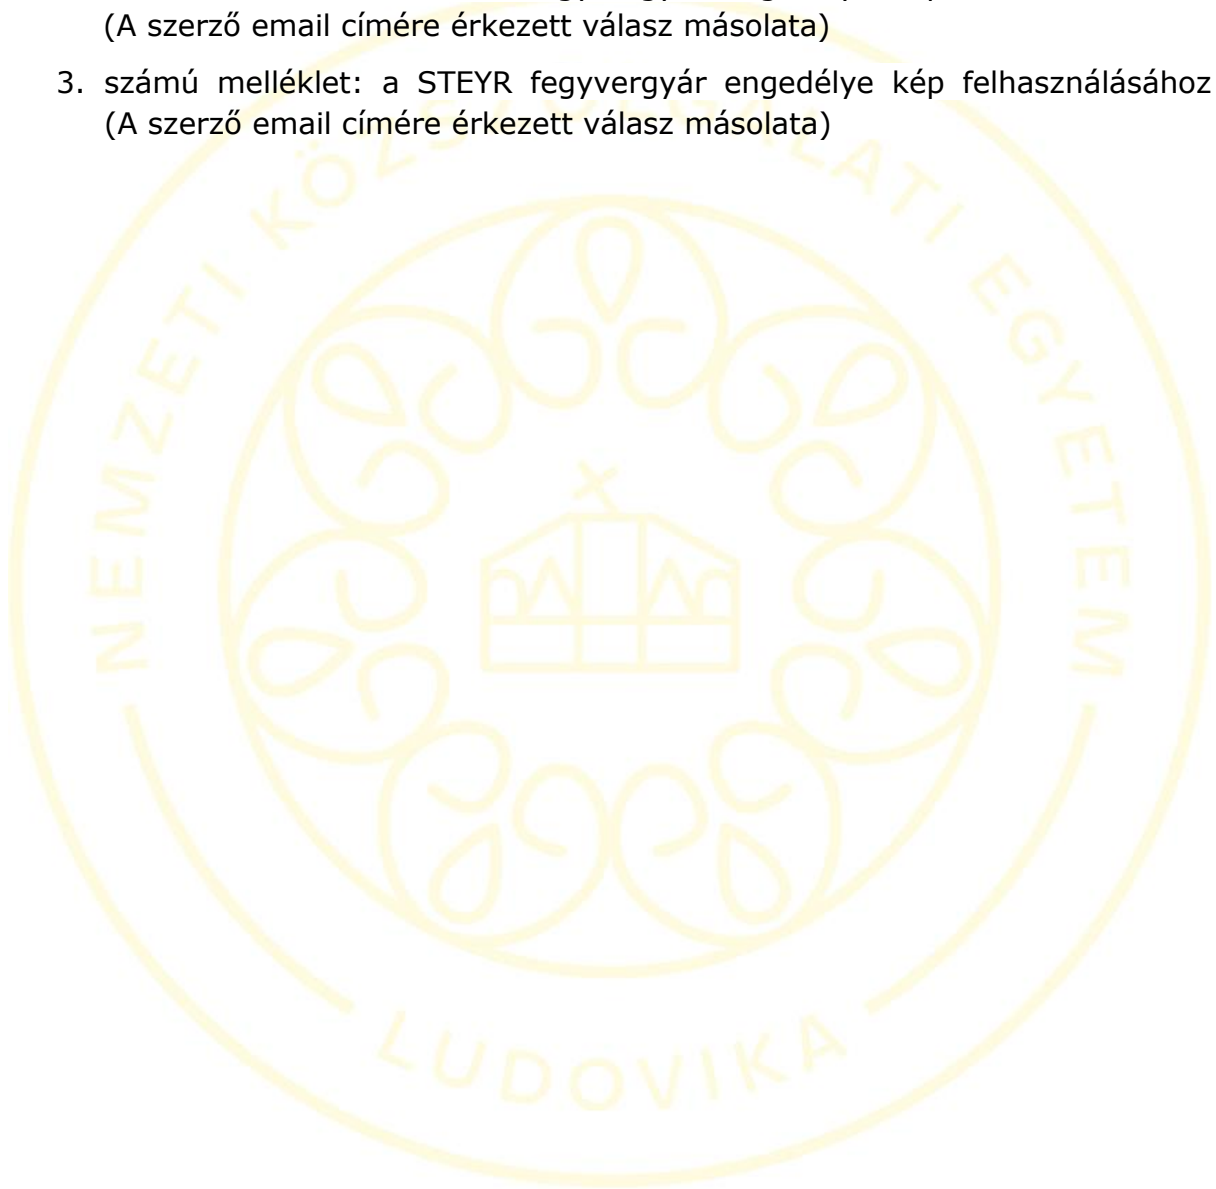 (A szerző email címére érkezett válasz másolata)
3. számú melléklet: a STEYR fegyvergyár engedélye kép felhasználásához
(A szerző email címére érkezett válasz másolata)
NEMZETI KÖZSZOLGÁLATI EGYETEM
LUDOVIKA